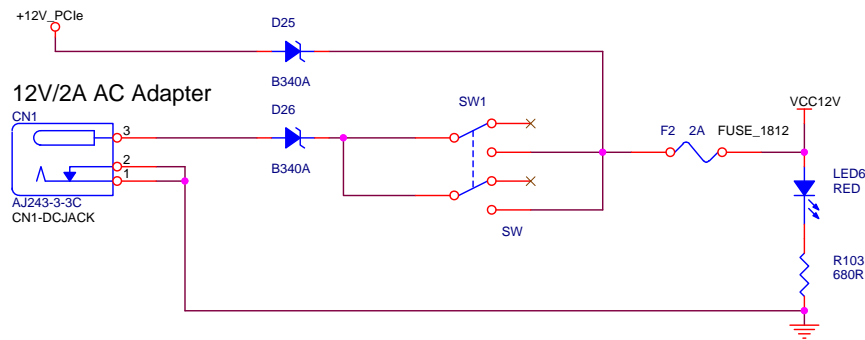 +12V_PCIe
D25
B340A
12V/2A AC Adapter
CN1
3
2
1
AJ243-3-3C
CN1-DCJACK
D26
B340A
SW1
SW
F2 2A FUSE_1812
VCC12V
LED6
RED
R103
680R